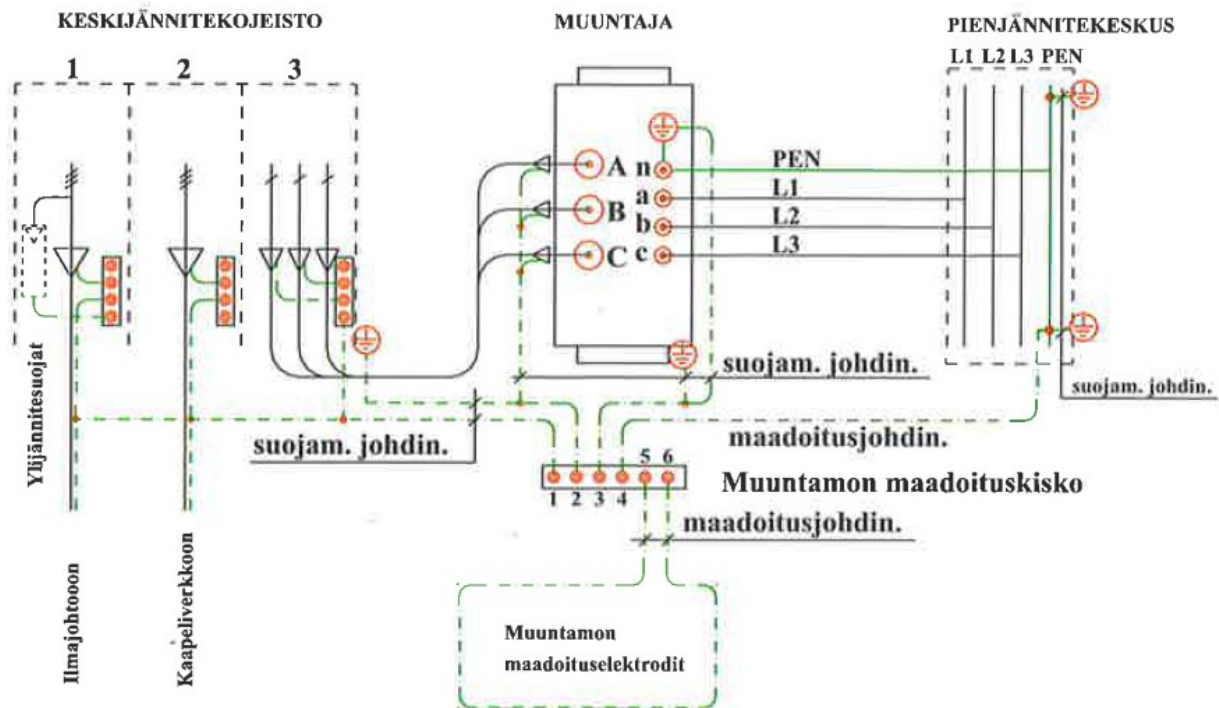 KESKIJÄNNITEKOJEISTO
MUUNTAJA
PIENJÄNNITEKESKUS
1
2
3
L1 L2 L3 PEN
A
n
B
a
b
C
c
PEN
L1
L2
L3
Ylijännitesuojat
suojam. johdin.
suojam. johdin.
suojam. johdin.
maadoitusjohdin.
5 6
1 2 3 4
Muuntamon maadoituskisko
maadoitusjohdin.
Ilmajohtooon
Kaapeliverkkoon
Muuntamon
maadoituselektrodit